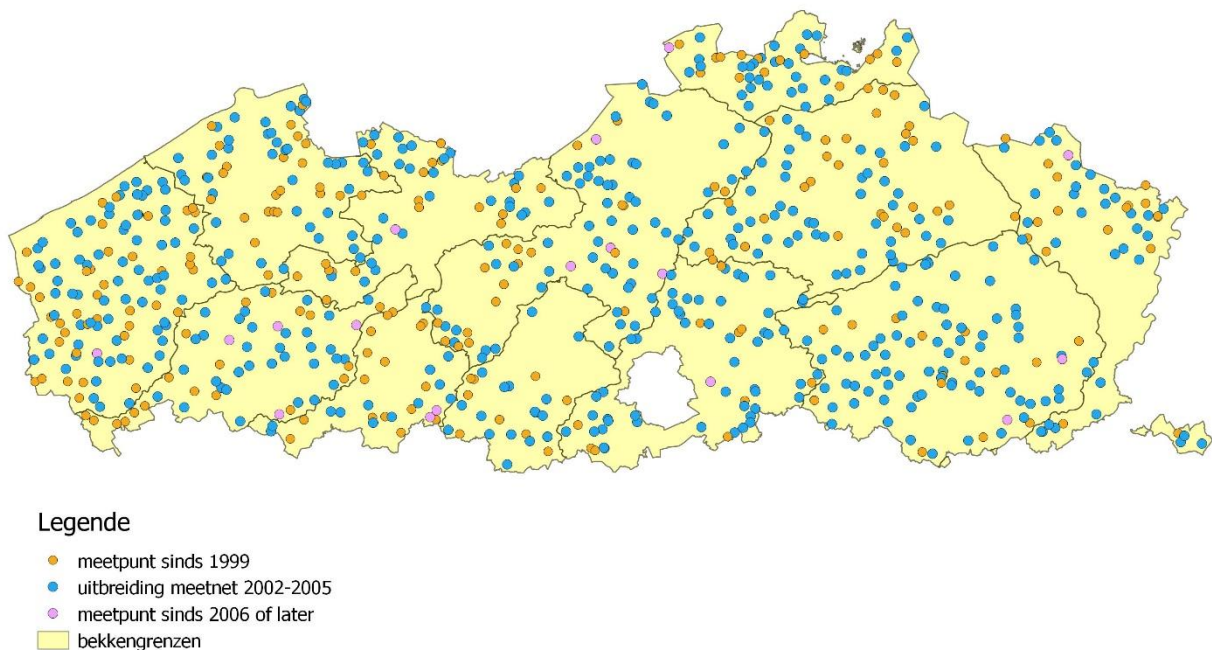 Legende
meetpunt sinds 1999
uitbreiding meetnet 2002-2005
meetpunt sinds 2006 of later
bekkengrenzen